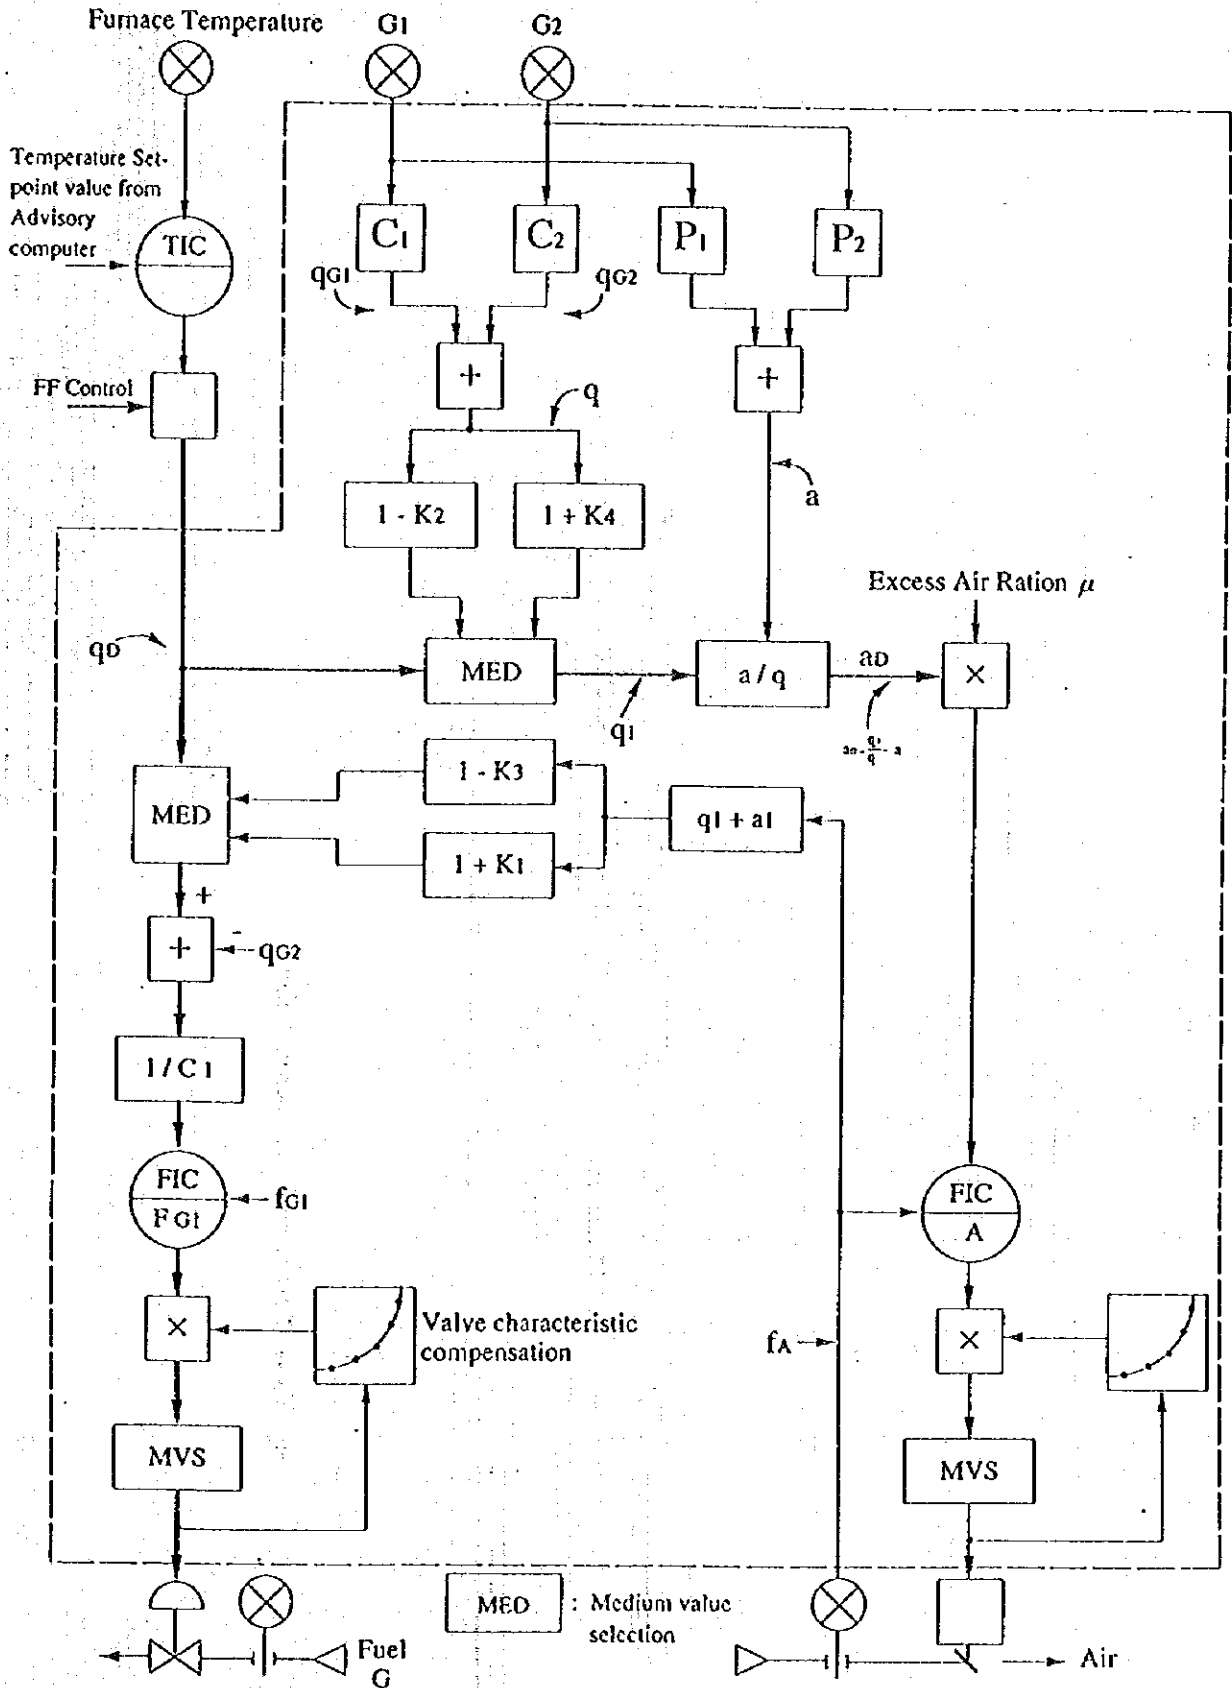 Furnace Temperature
G1
G2
Temperature Set-
point value from
Advisory
computer
TIC
C1
C2
P1
P2
qG1
qG2
+
+
FF Control
q
a
1 - K2
1 + K4
Excess Air Ration μ
qD
MED
a / q
aD
×
q1
1 - K3
MED
q1 + a1
1 + K1
+
-
+
qG2
1 / C1
FIC
FG1
fG1
FIC
A
×
Valve characteristic
compensation
fA
×
MVS
MVS
MED : Medium value
selection
Fuel
G
Air